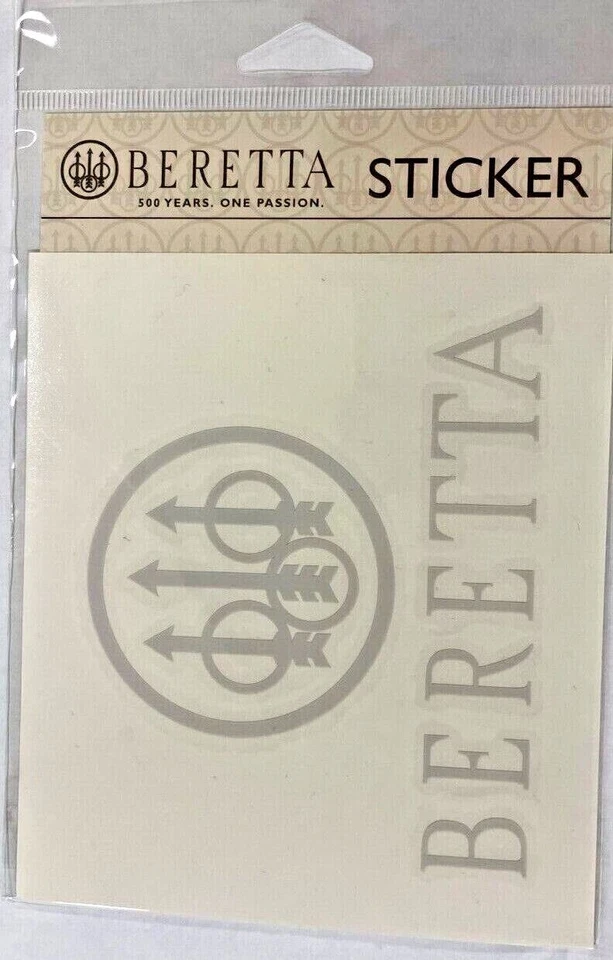 BERETTA STICKER
500 YEARS. ONE PASSION.
BERETTA